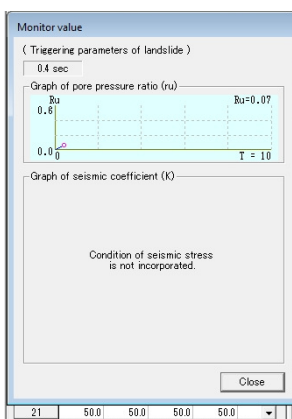 Monitor value
( Triggering parameters of landslide )
0.4 sec
Graph of pore pressure ratio (ru)
Ru Ru=0.07
0.6
0.0
0 T = 10
Graph of seismic coefficient (K)
Condition of seismic stress
is not incorporated.
Close
21 50.0 50.0 50.0 50.0